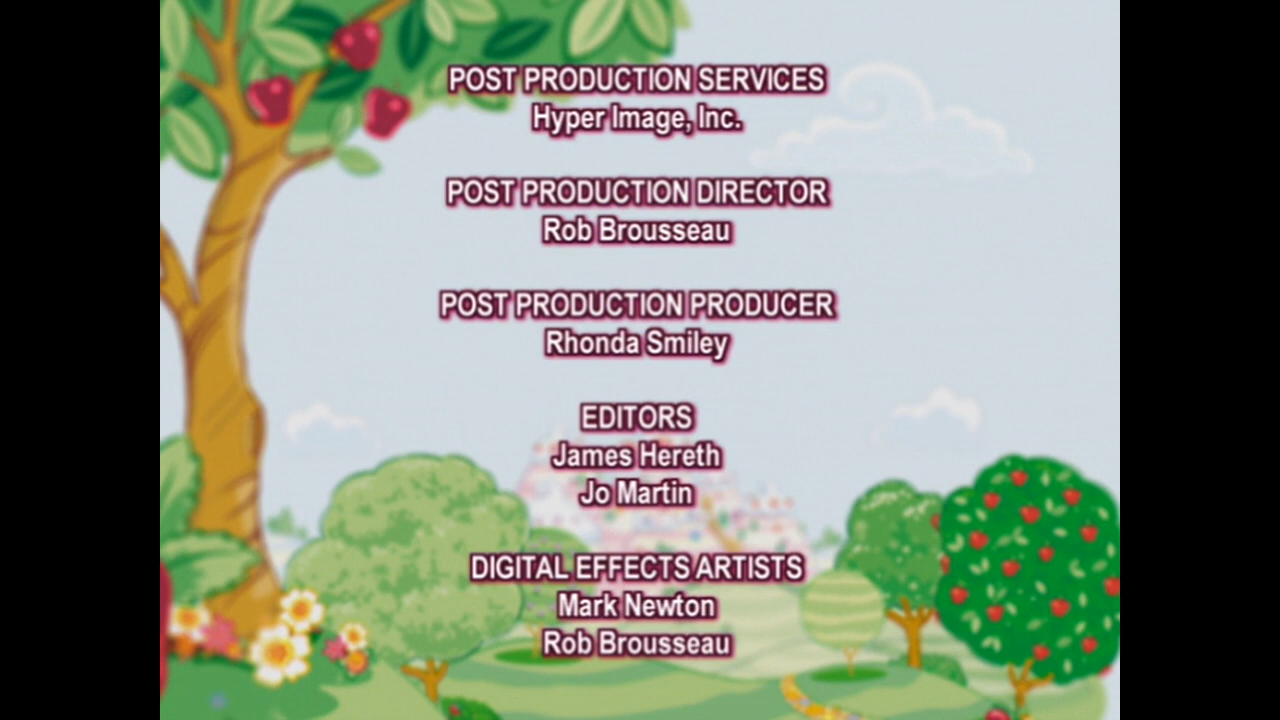 POST PRODUCTION SERVICES
Hyper Image, Inc.
POST PRODUCTION DIRECTOR
Rob Brousseau
POST PRODUCTION PRODUCER
Rhonda Smiley
EDITORS
James Hereth
Jo Martin
DIGITAL EFFECTS ARTISTS
Mark Newton
Rob Brousseau